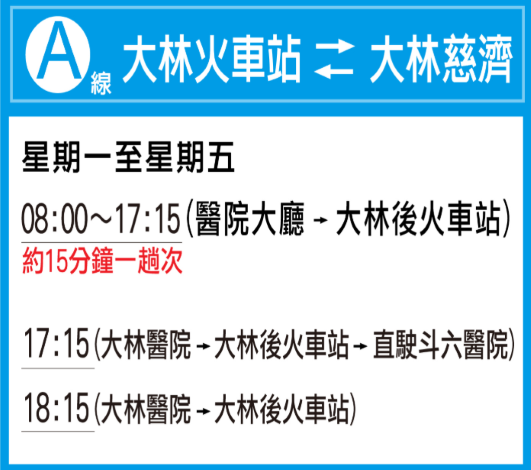 A線 大林火車站 ⇄ 大林慈濟
星期一至星期五
08:00～17:15(醫院大廳→大林後火車站)
約15分鐘一趟次
17:15(大林醫院→大林後火車站→直駛斗六醫院)
18:15(大林醫院→大林後火車站)